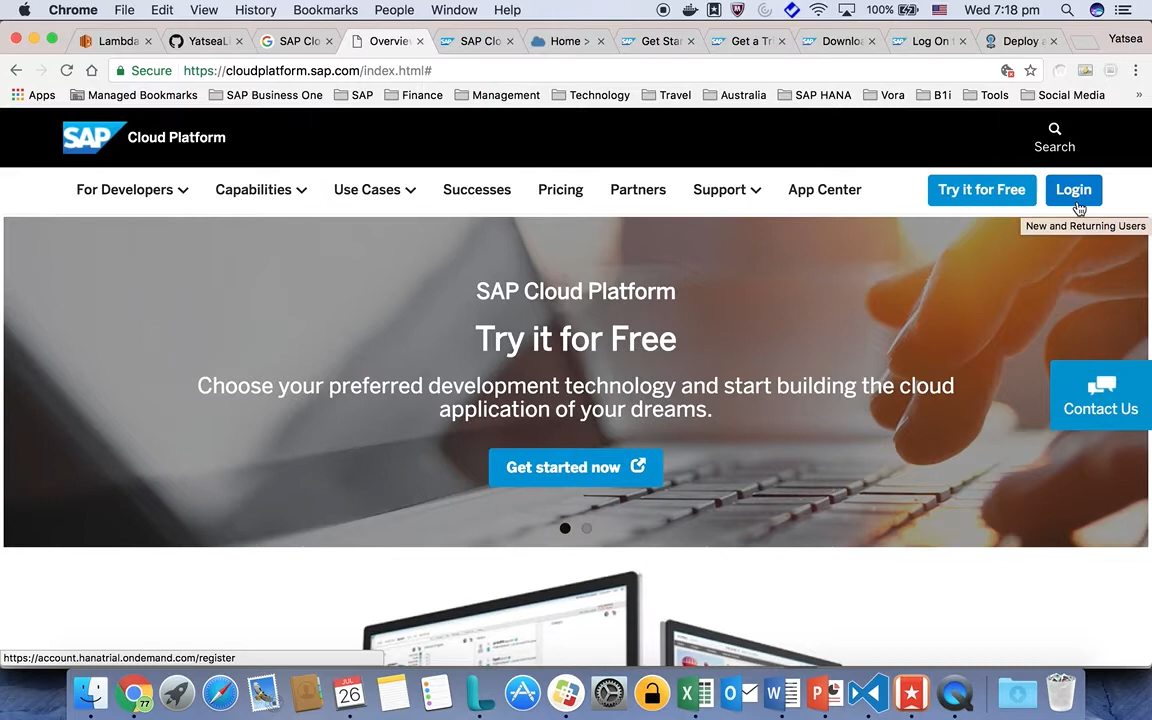 Chrome File Edit View History Bookmarks People Window Help 100% Wed 7:18 pm
Lambda YatseaL SAP Clo Overview SAP Clo Home > Get Star Get a Tri Downloa Log On t Deploy a Yatsea
Secure https://cloudplatform.sap.com/index.html#
Apps Managed Bookmarks SAP Business One SAP Finance Management Technology Travel Australia SAP HANA Vora B1i Tools Social Media »
SAP Cloud Platform
Search
For Developers Capabilities Use Cases Successes Pricing Partners Support App Center Try it for Free Login
New and Returning Users
SAP Cloud Platform
Try it for Free
Choose your preferred development technology and start building the cloud
application of your dreams.
Contact Us
Get started now
https://account.hanatrial.ondemand.com/register
JUL
26
77